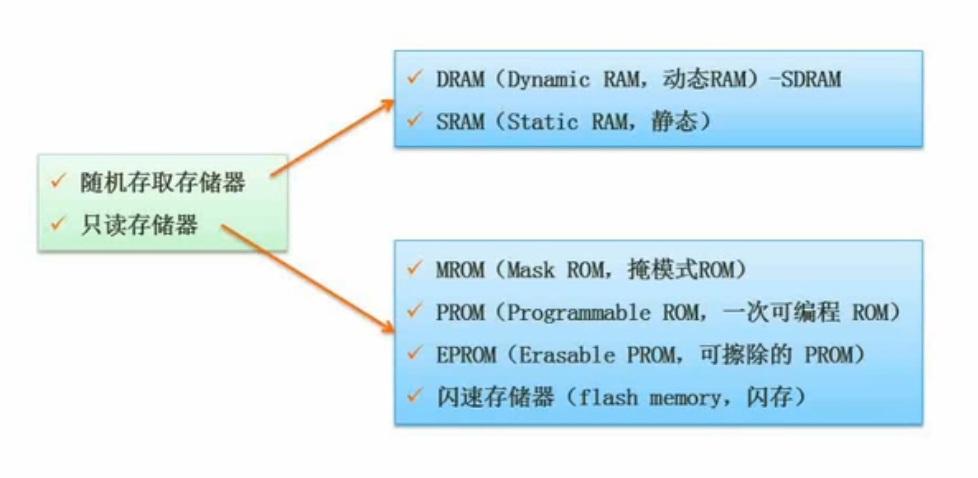 随机存取存储器
只读存储器
DRAM（Dynamic RAM，动态RAM）-SDRAM
SRAM（Static RAM，静态）
MROM（Mask ROM，掩模式ROM）
PROM（Programmable ROM，一次可编程 ROM）
EPROM（Erasable PROM，可擦除的 PROM）
闪速存储器（flash memory，闪存）